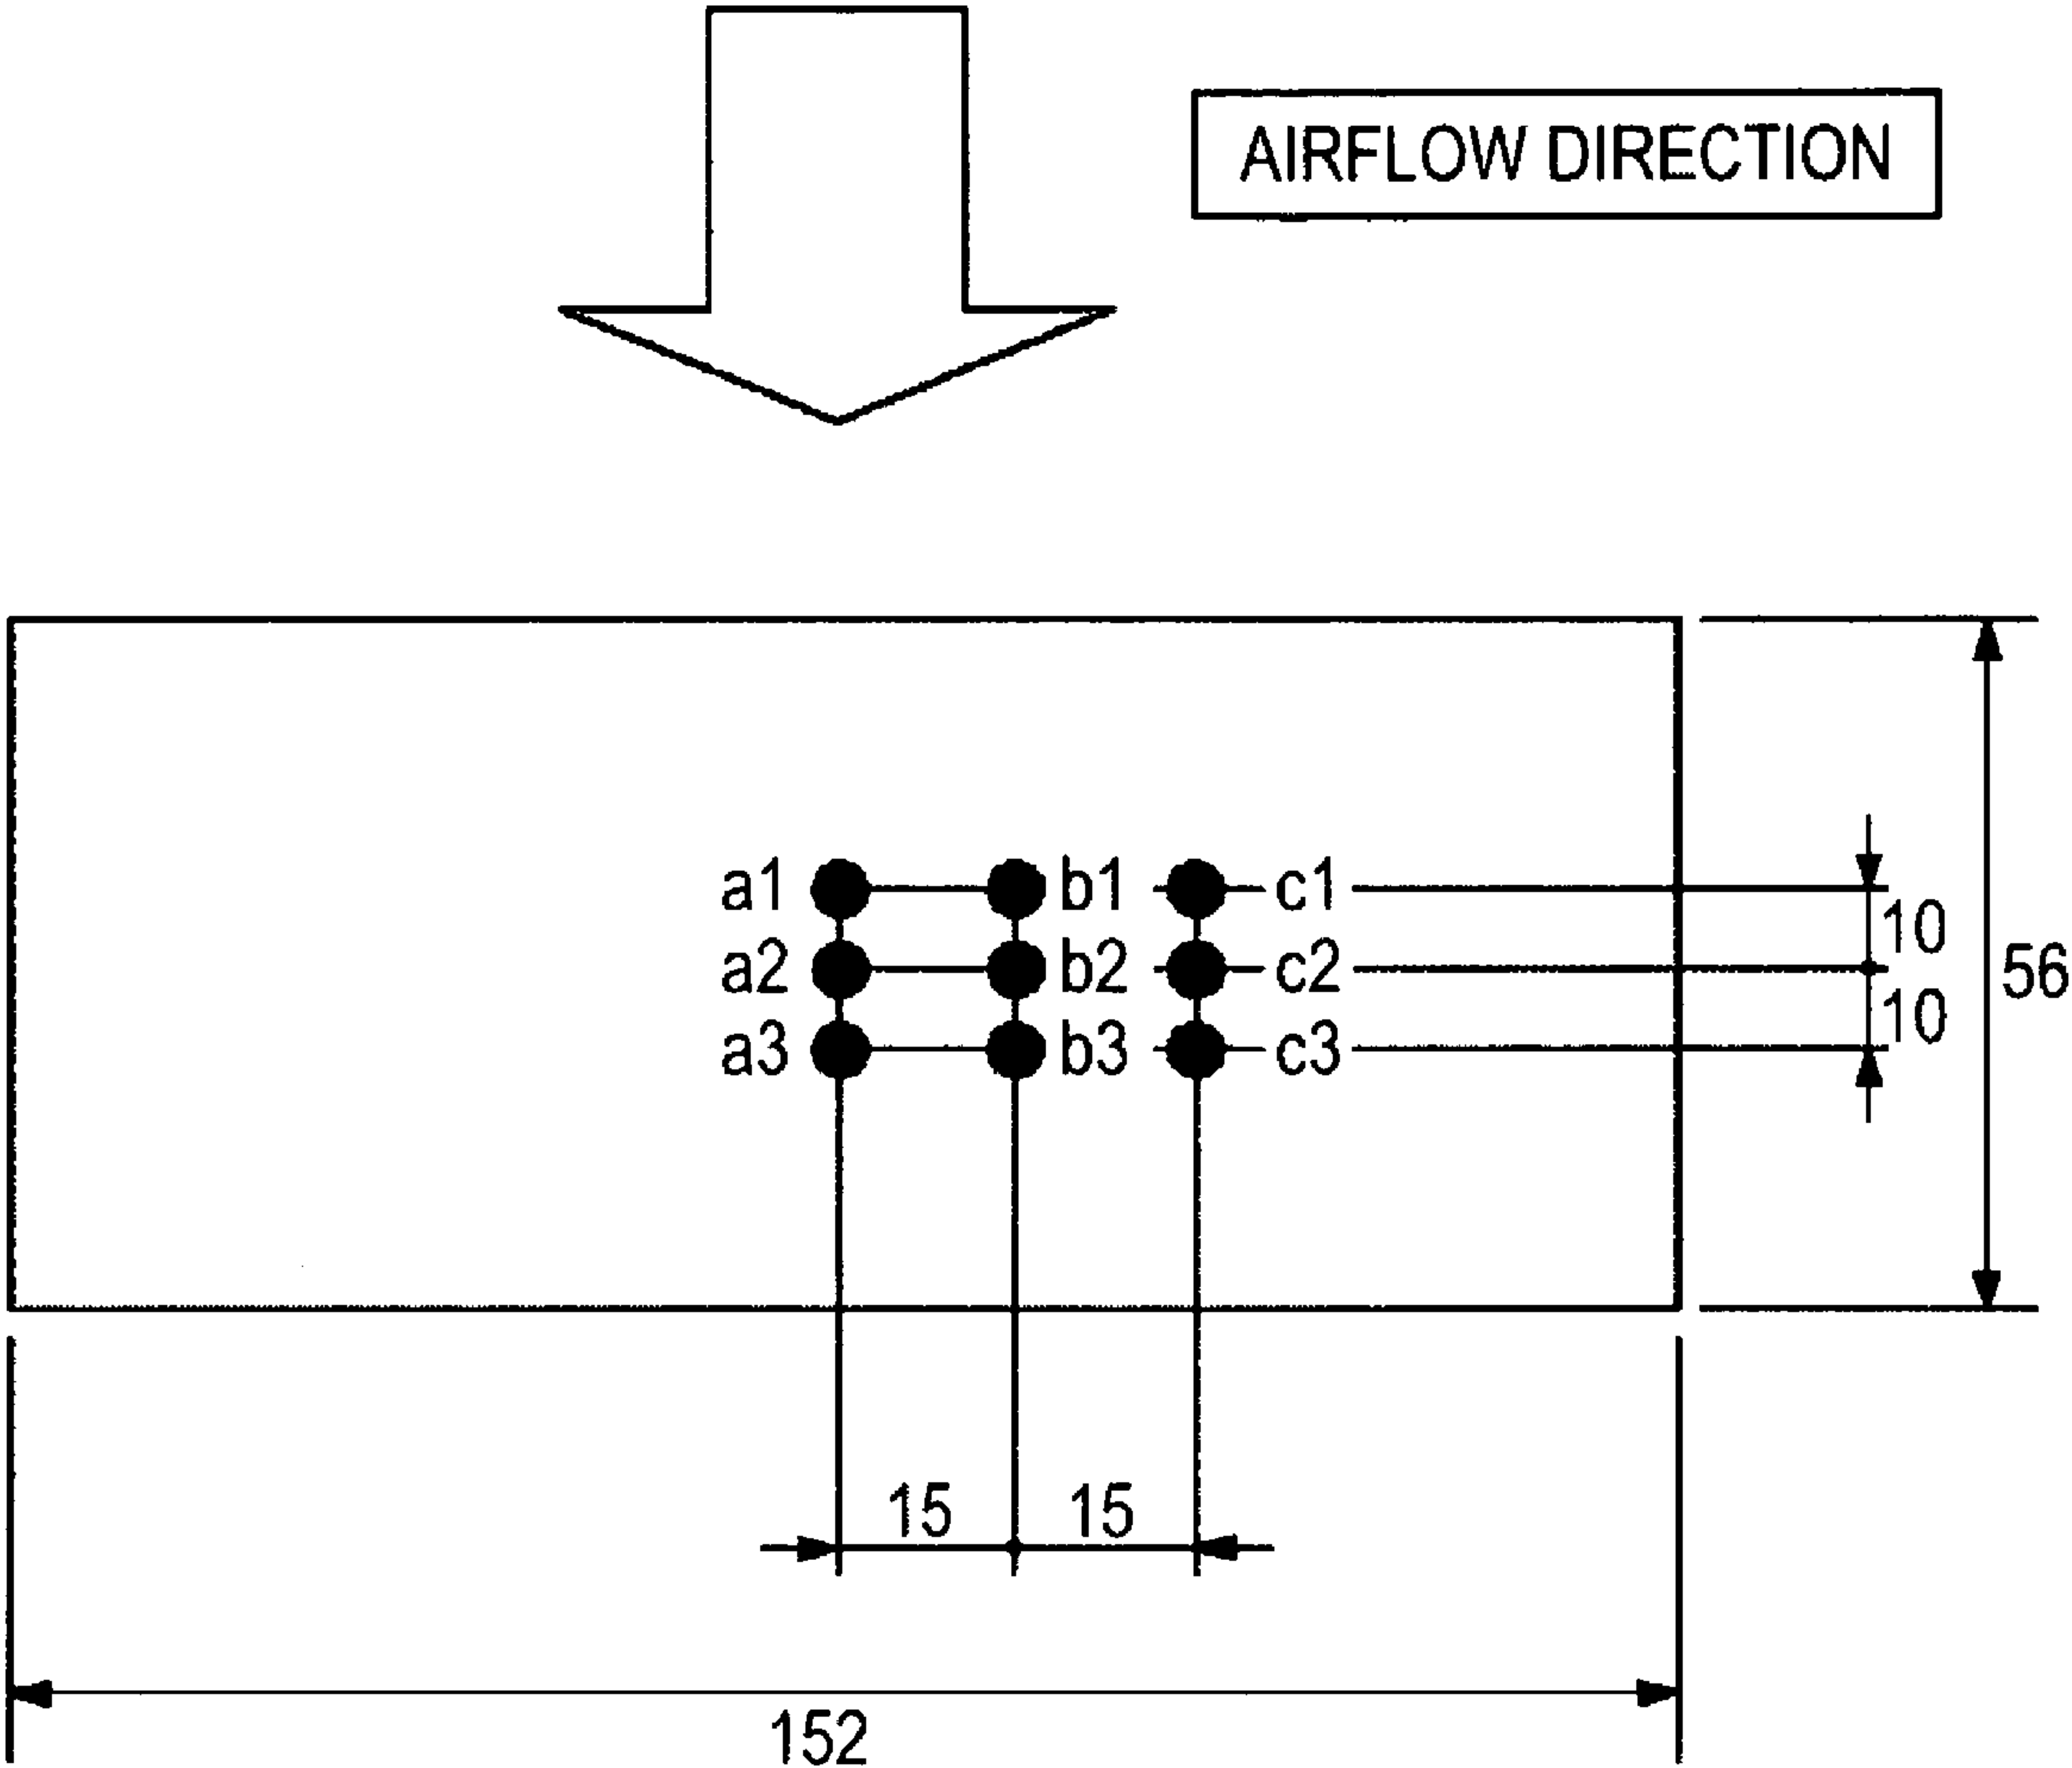 AIRFLOW DIRECTION
a1 b1 c1
10
a2 b2 c2
56
10
a3 b3 c3
15 15
152